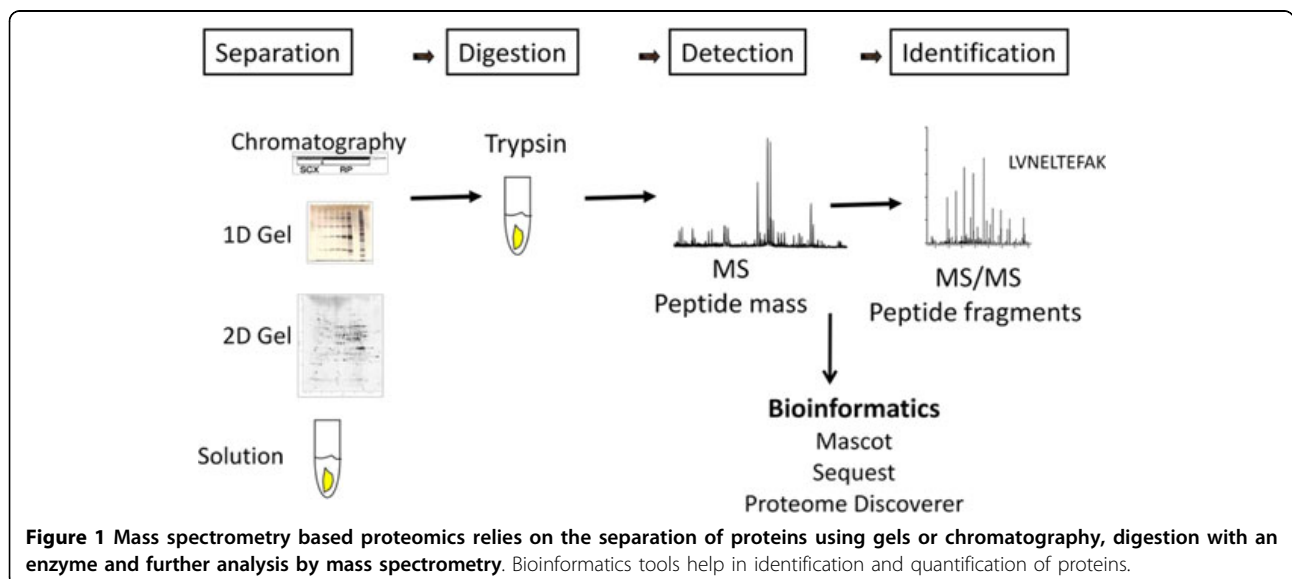 Separation
Digestion
Detection
Identification
Chromatography
SCX RP
1D Gel
2D Gel
Solution
Trypsin
MS
Peptide mass
LVNELTEFAK
MS/MS
Peptide fragments
Bioinformatics
Mascot
Sequest
Proteome Discoverer
Figure 1 Mass spectrometry based proteomics relies on the separation of proteins using gels or chromatography, digestion with an
enzyme and further analysis by mass spectrometry. Bioinformatics tools help in identification and quantification of proteins.